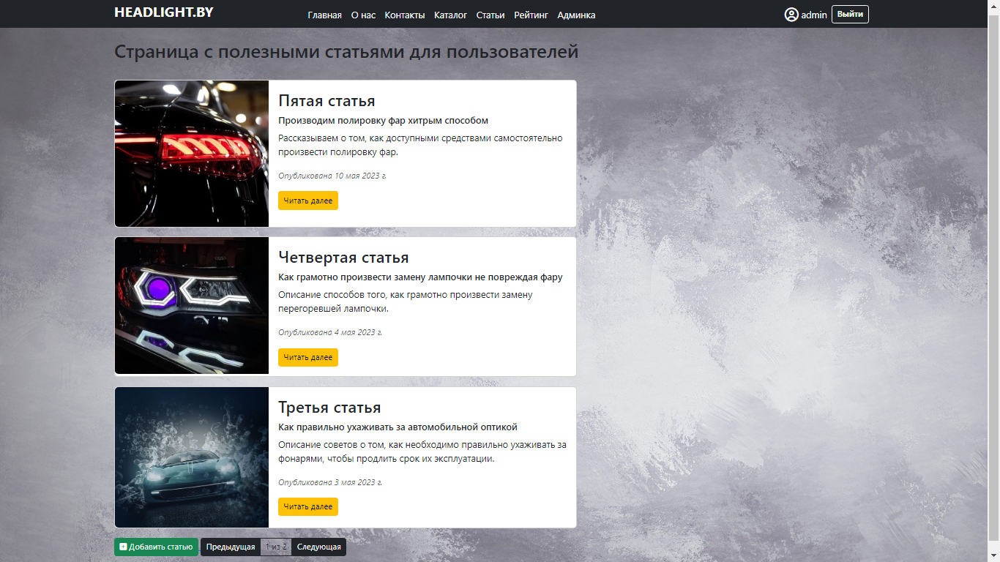 HEADLIGHT.BY
Главная О нас Контакты Каталог Статьи Рейтинг Админка
admin Выйти
Страница с полезными статьями для пользователей
Пятая статья
Производим полировку фар хитрым способом
Рассказываем о том, как доступными средствами самостоятельно
произвести полировку фар.
Опубликована 10 мая 2023 г.
Читать далее
Четвертая статья
Как грамотно произвести замену лампочки не повреждая фару
Описание способов того, как грамотно произвести замену
перегоревшей лампочки.
Опубликована 4 мая 2023 г.
Читать далее
Третья статья
Как правильно ухаживать за автомобильной оптикой
Описание советов о том, как необходимо правильно ухаживать за
фонарями, чтобы продлить срок их эксплуатации.
Опубликована 3 мая 2023 г.
Читать далее
Добавить статью Предыдущая 1 из 2 Следующая